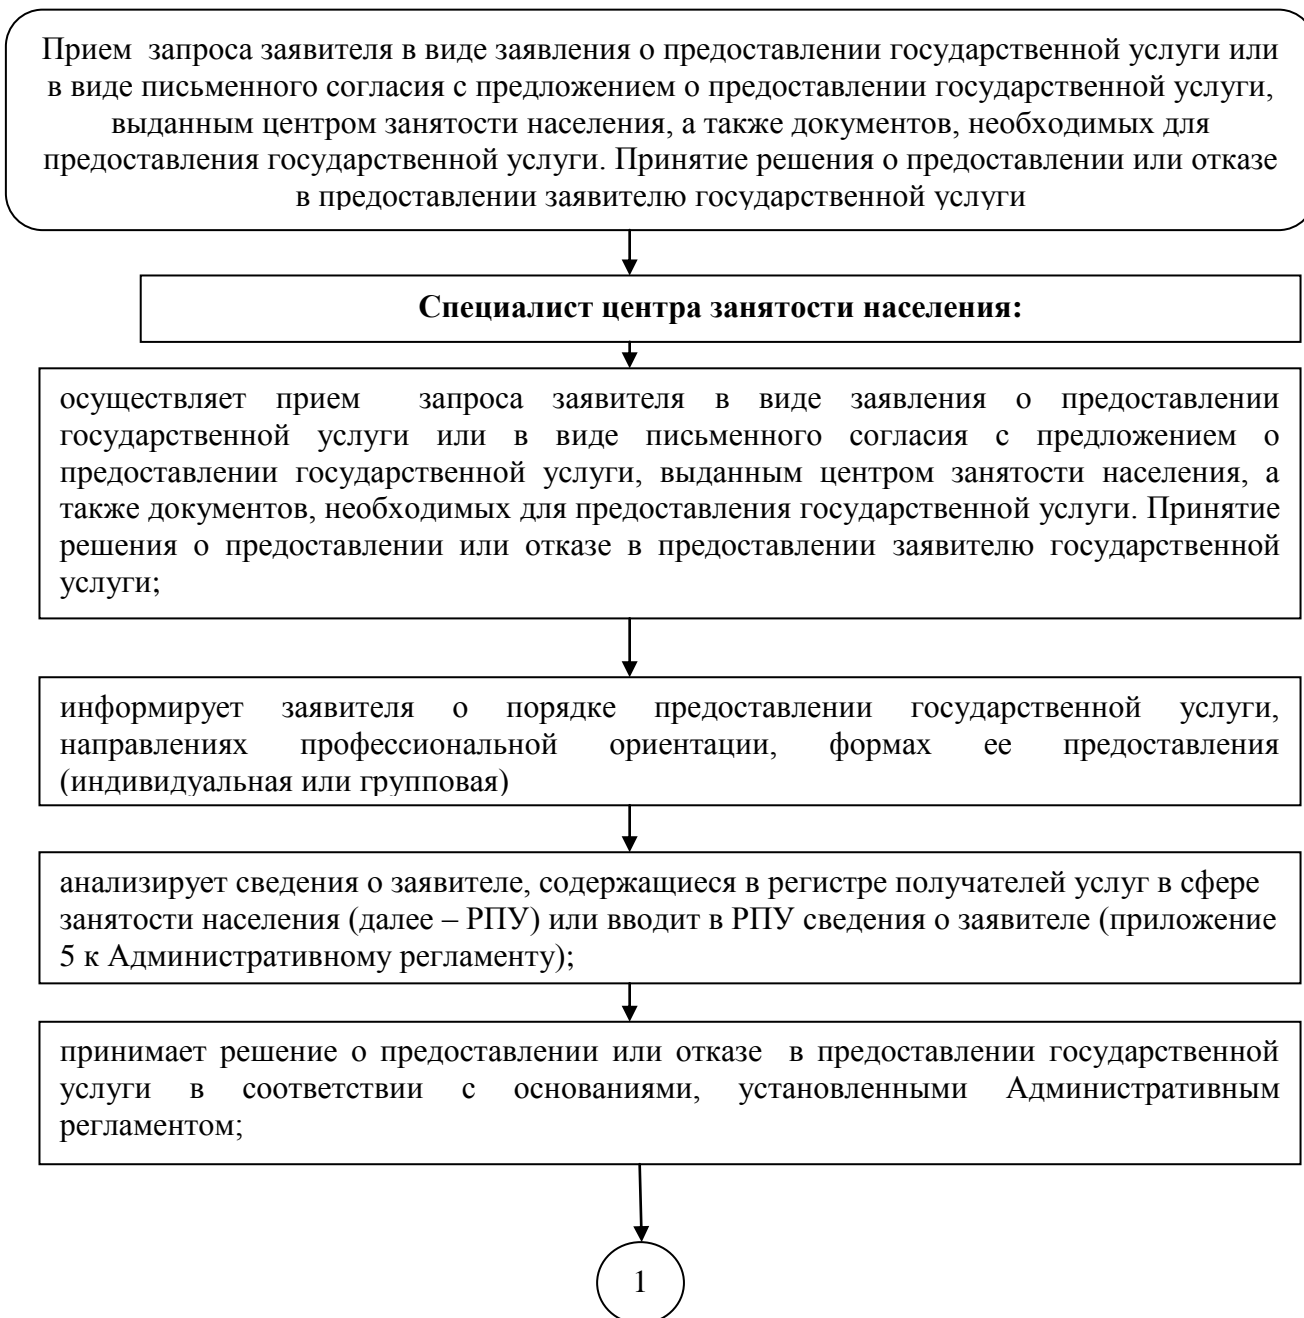 Прием запроса заявителя в виде заявления о предоставлении государственной услуги или
в виде письменного согласия с предложением о предоставлении государственной услуги,
выданным центром занятости населения, а также документов, необходимых для
предоставления государственной услуги. Принятие решения о предоставлении или отказе
в предоставлении заявителю государственной услуги
Специалист центра занятости населения:
осуществляет прием запроса заявителя в виде заявления о предоставлении
государственной услуги или в виде письменного согласия с предложением о
предоставлении государственной услуги, выданным центром занятости населения, а
также документов, необходимых для предоставления государственной услуги. Принятие
решения о предоставлении или отказе в предоставлении заявителю государственной
услуги;
информирует заявителя о порядке предоставлении государственной услуги,
направлениях профессиональной ориентации, формах ее предоставления
(индивидуальная или групповая)
анализирует сведения о заявителе, содержащиеся в регистре получателей услуг в сфере
занятости населения (далее – РПУ) или вводит в РПУ сведения о заявителе (приложение
5 к Административному регламенту);
принимает решение о предоставлении или отказе в предоставлении государственной
услуги в соответствии с основаниями, установленными Административным
регламентом;
1